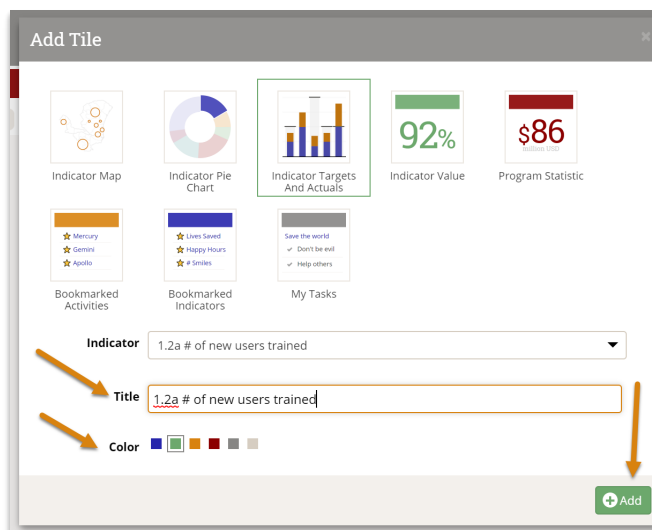 Add Tile
×
92%
$86
million USD
Indicator Map
Indicator Pie
Chart
Indicator Targets
And Actuals
Indicator Value
Program Statistic
Mercury
Gemini
Apollo
Lives Saved
Happy Hours
# Smiles
Save the world
Don't be evil
Help others
Bookmarked
Activities
Bookmarked
Indicators
My Tasks
Indicator
1.2a # of new users trained
Title
1.2a # of new users trained
Color
Add